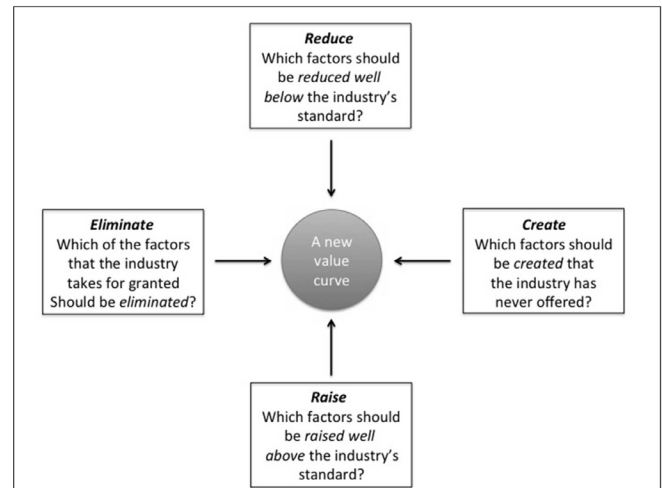 Reduce
Which factors should
be reduced well
below the industry's
standard?
Eliminate
Which of the factors
that the industry
takes for granted
Should be eliminated?
A new
value
curve
Create
Which factors should
be created that
the industry has
never offered?
Raise
Which factors should
be raised well
above the industry's
standard?